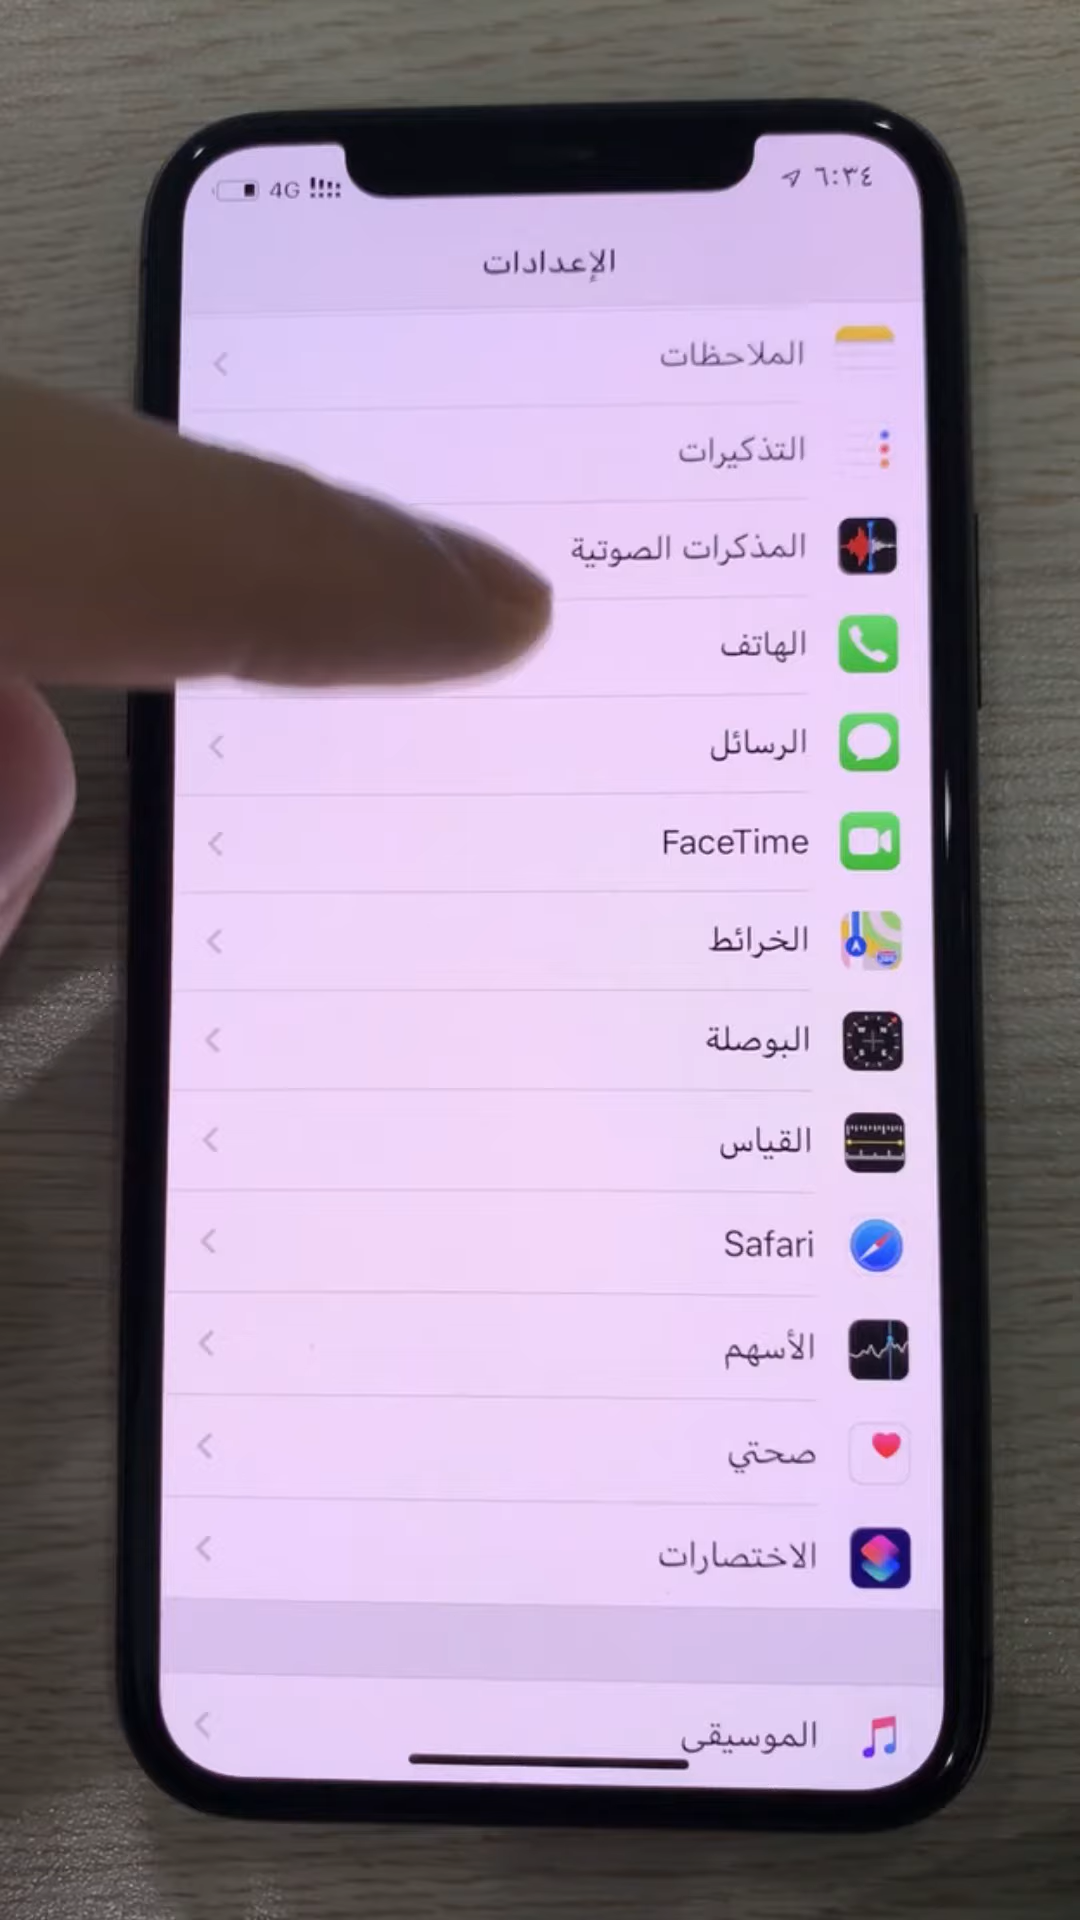 ٦:٣٤ 4G
الإعدادات
الملاحظات
التذكيرات
المذكرات الصوتية
الهاتف
الرسائل
FaceTime
الخرائط
البوصلة
القياس
Safari
الأسهم
صحتي
الاختصارات
الموسيقى